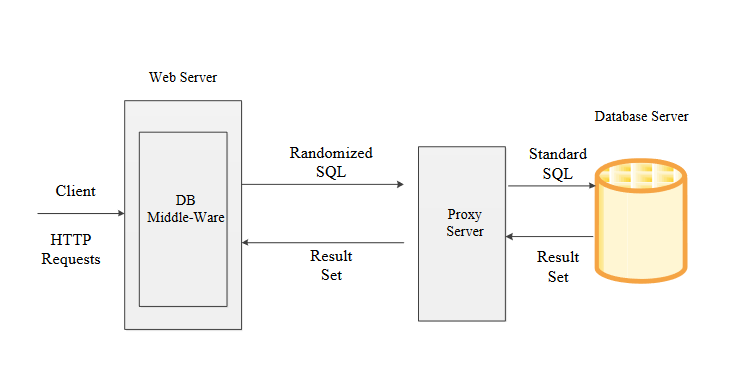 Web Server
Database Server
Client
HTTP
Requests
DB
Middle-Ware
Randomized
SQL
Result
Set
Proxy
Server
Standard
SQL
Result
Set